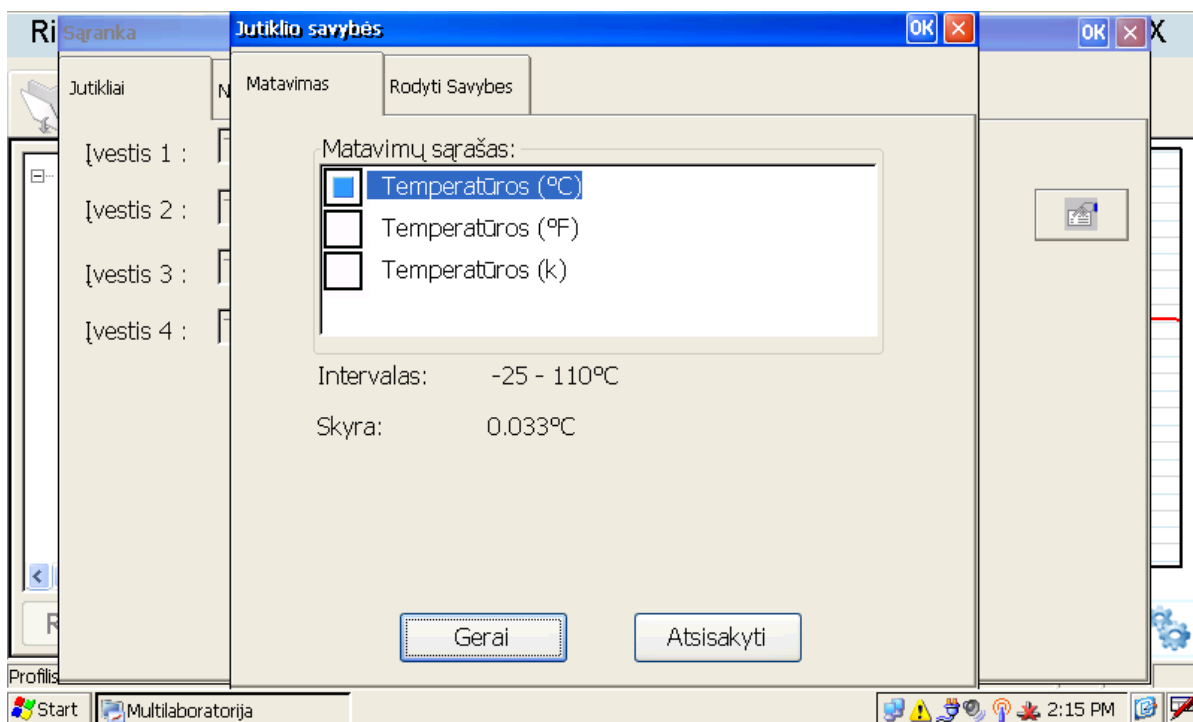 Ri
X
Sąranka
OK
Jutiklio savybės
OK
Jutikliai
N
Matavimas
Rodyti Savybes
Įvestis 1 :
Įvestis 2 :
Įvestis 3 :
Įvestis 4 :
Matavimų sąrašas:
Temperatūros (ºC)
Temperatūros (ºF)
Temperatūros (k)
Intervalas: -25 - 110ºC
Skyra: 0.033ºC
Gerai
Atsisakyti
R
Profilis
Start
Multilaboratorija
2:15 PM